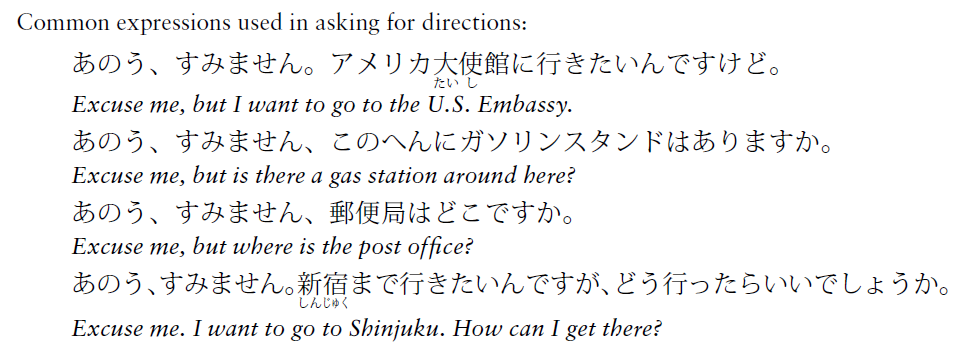 Common expressions used in asking for directions:
あのう、すみません。アメリカ大使館に行きたいんですけど。
たいし
Excuse me, but I want to go to the U.S. Embassy.
あのう、すみません、このへんにガソリンスタンドはありますか。
Excuse me, but is there a gas station around here?
あのう、すみません、郵便局はどこですか。
Excuse me, but where is the post office?
あのう、すみません。新宿まで行きたいんですが、どう行ったらいいでしょうか。
しんじゅく
Excuse me. I want to go to Shinjuku. How can I get there?